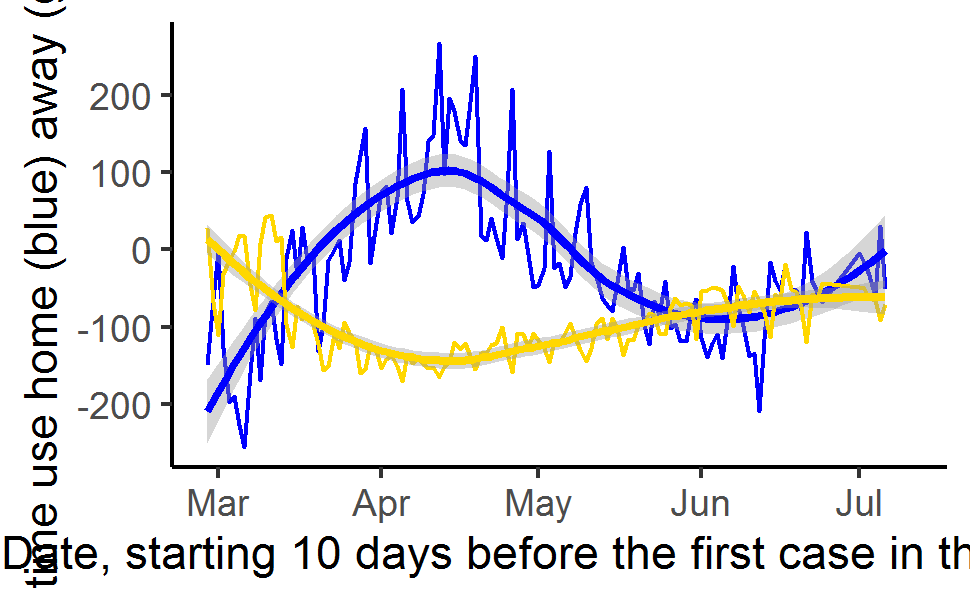 time use home (blue) away (
200
100
0
-100
-200
Mar Apr May Jun Jul
Date, starting 10 days before the first case in th